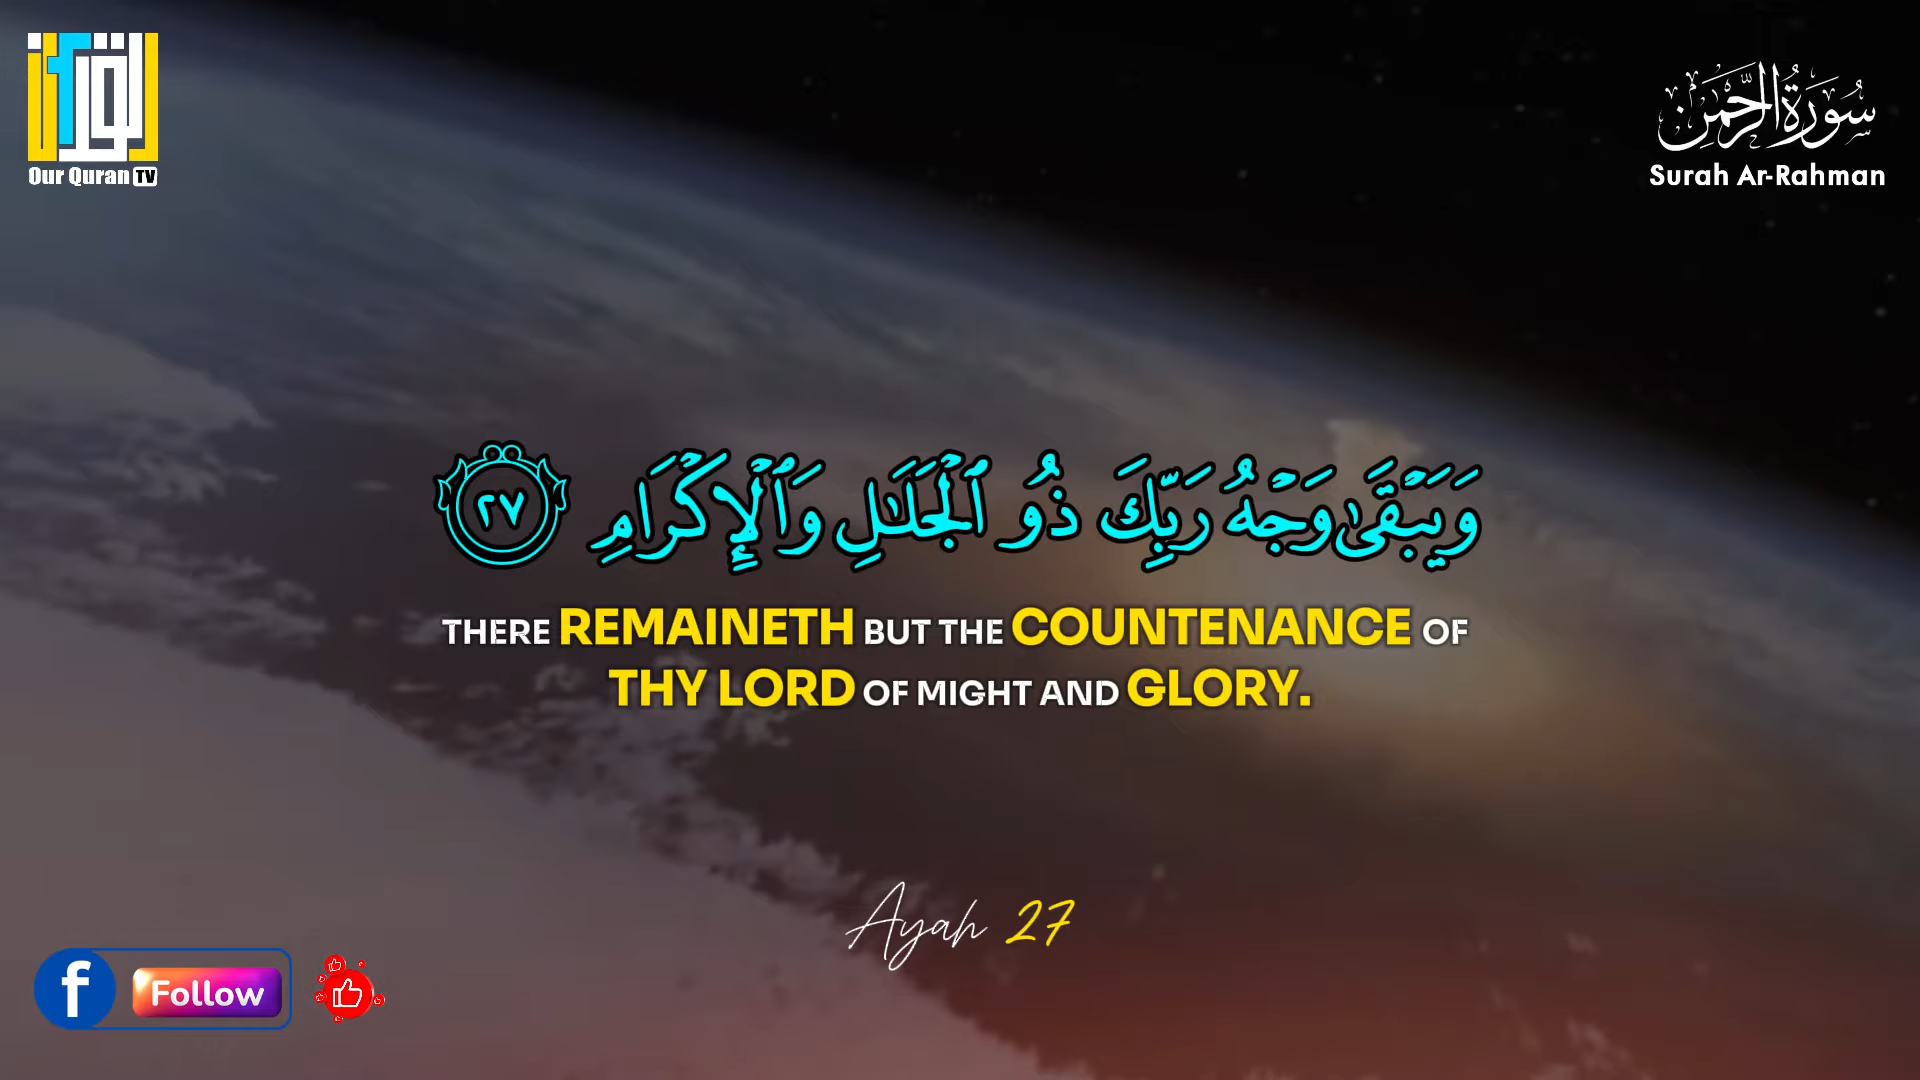 لقرآن
Our Quran TV
سُورَةُ الرَّحْمَٰن
Surah Ar-Rahman
وَيَبْقَىٰ وَجْهُ رَبِّكَ ذُو ٱلْجَلَـٰلِ وَٱلْإِكْرَامِ ٢٧
THERE REMAINETH BUT THE COUNTENANCE OF
THY LORD OF MIGHT AND GLORY.
Ayah 27
f Follow